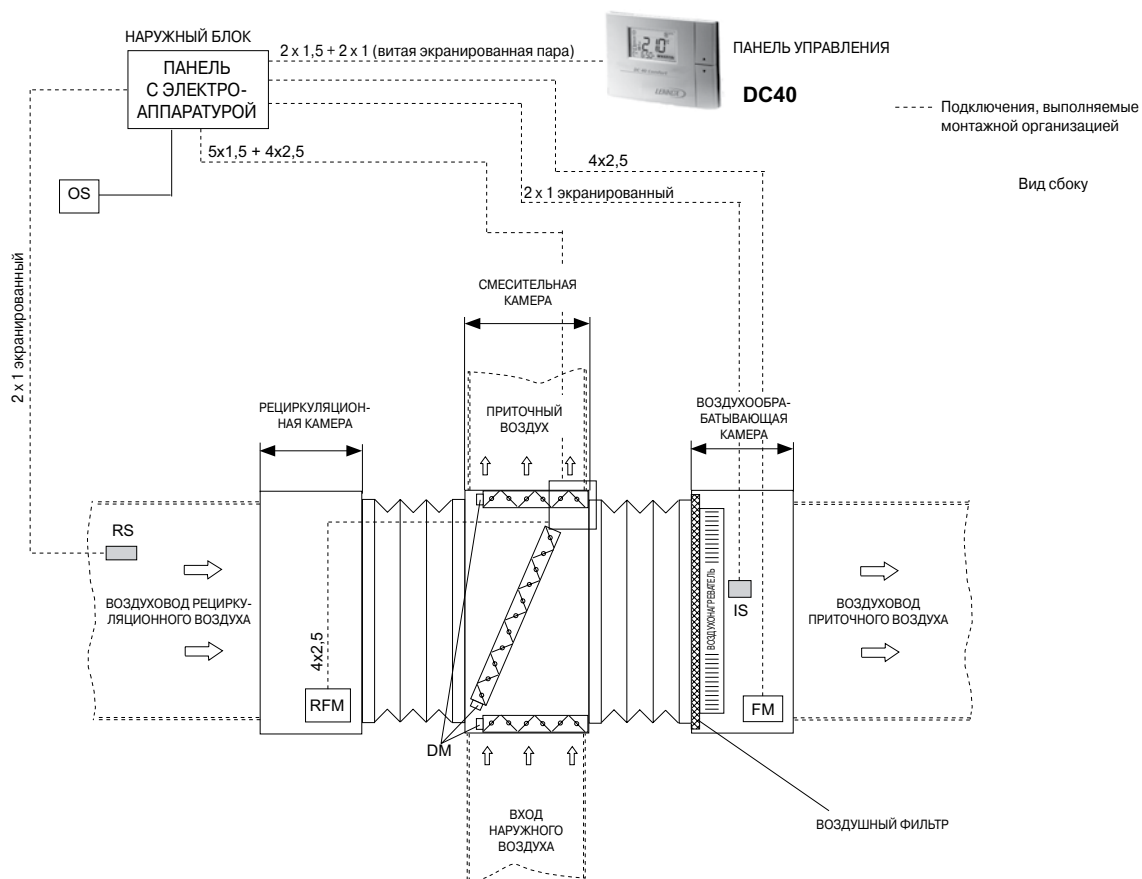 НАРУЖНЫЙ БЛОК
ПАНЕЛЬ
С ЭЛЕКТРО-
АППАРАТУРОЙ
2 x 1,5 + 2 x 1 (витая экранированная пара)
LENNOX
ПАНЕЛЬ УПРАВЛЕНИЯ
DC40
Подключения, выполняемые
монтажной организацией
Вид сбоку
OS
5x1,5 + 4x2,5
4x2,5
2 x 1 экранированный
2 x 1 экранированный
СМЕСИТЕЛЬНАЯ
КАМЕРА
РЕЦИРКУЛЯЦИОН-
НАЯ КАМЕРА
ПРИТОЧНЫЙ
ВОЗДУХ
ВОЗДУХООБРА-
БАТЫВАЮЩАЯ
КАМЕРА
RS
ВОЗДУХОВОД РЕЦИРКУ-
ЛЯЦИОННОГО ВОЗДУХА
4x2,5
RFM
DM
ВОЗДУХОНАГРЕВАТЕЛЬ
IS
FM
ВОЗДУХОВОД
ПРИТОЧНОГО ВОЗДУХА
ВХОД
НАРУЖНОГО
ВОЗДУХА
ВОЗДУШНЫЙ ФИЛЬТР